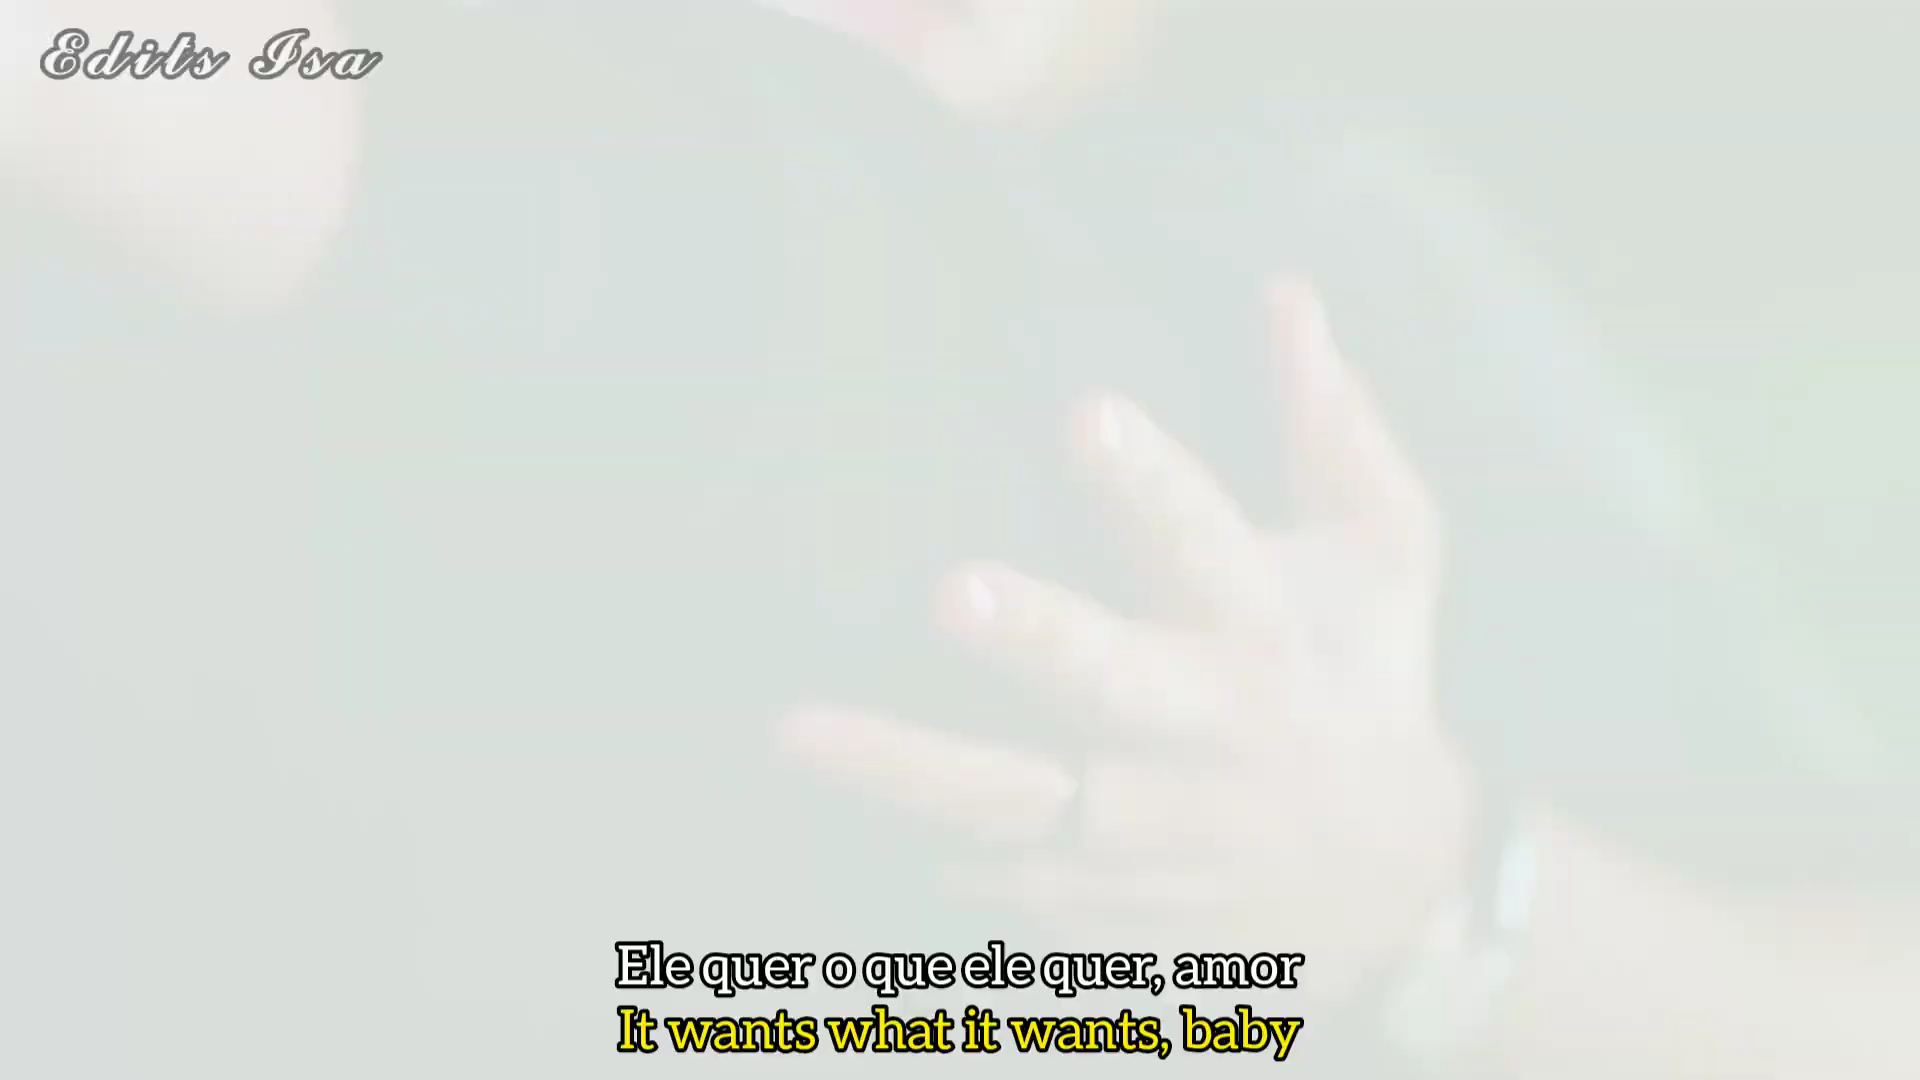 Edits Isa
Ele quer o que ele quer, amor
It wants what it wants, baby